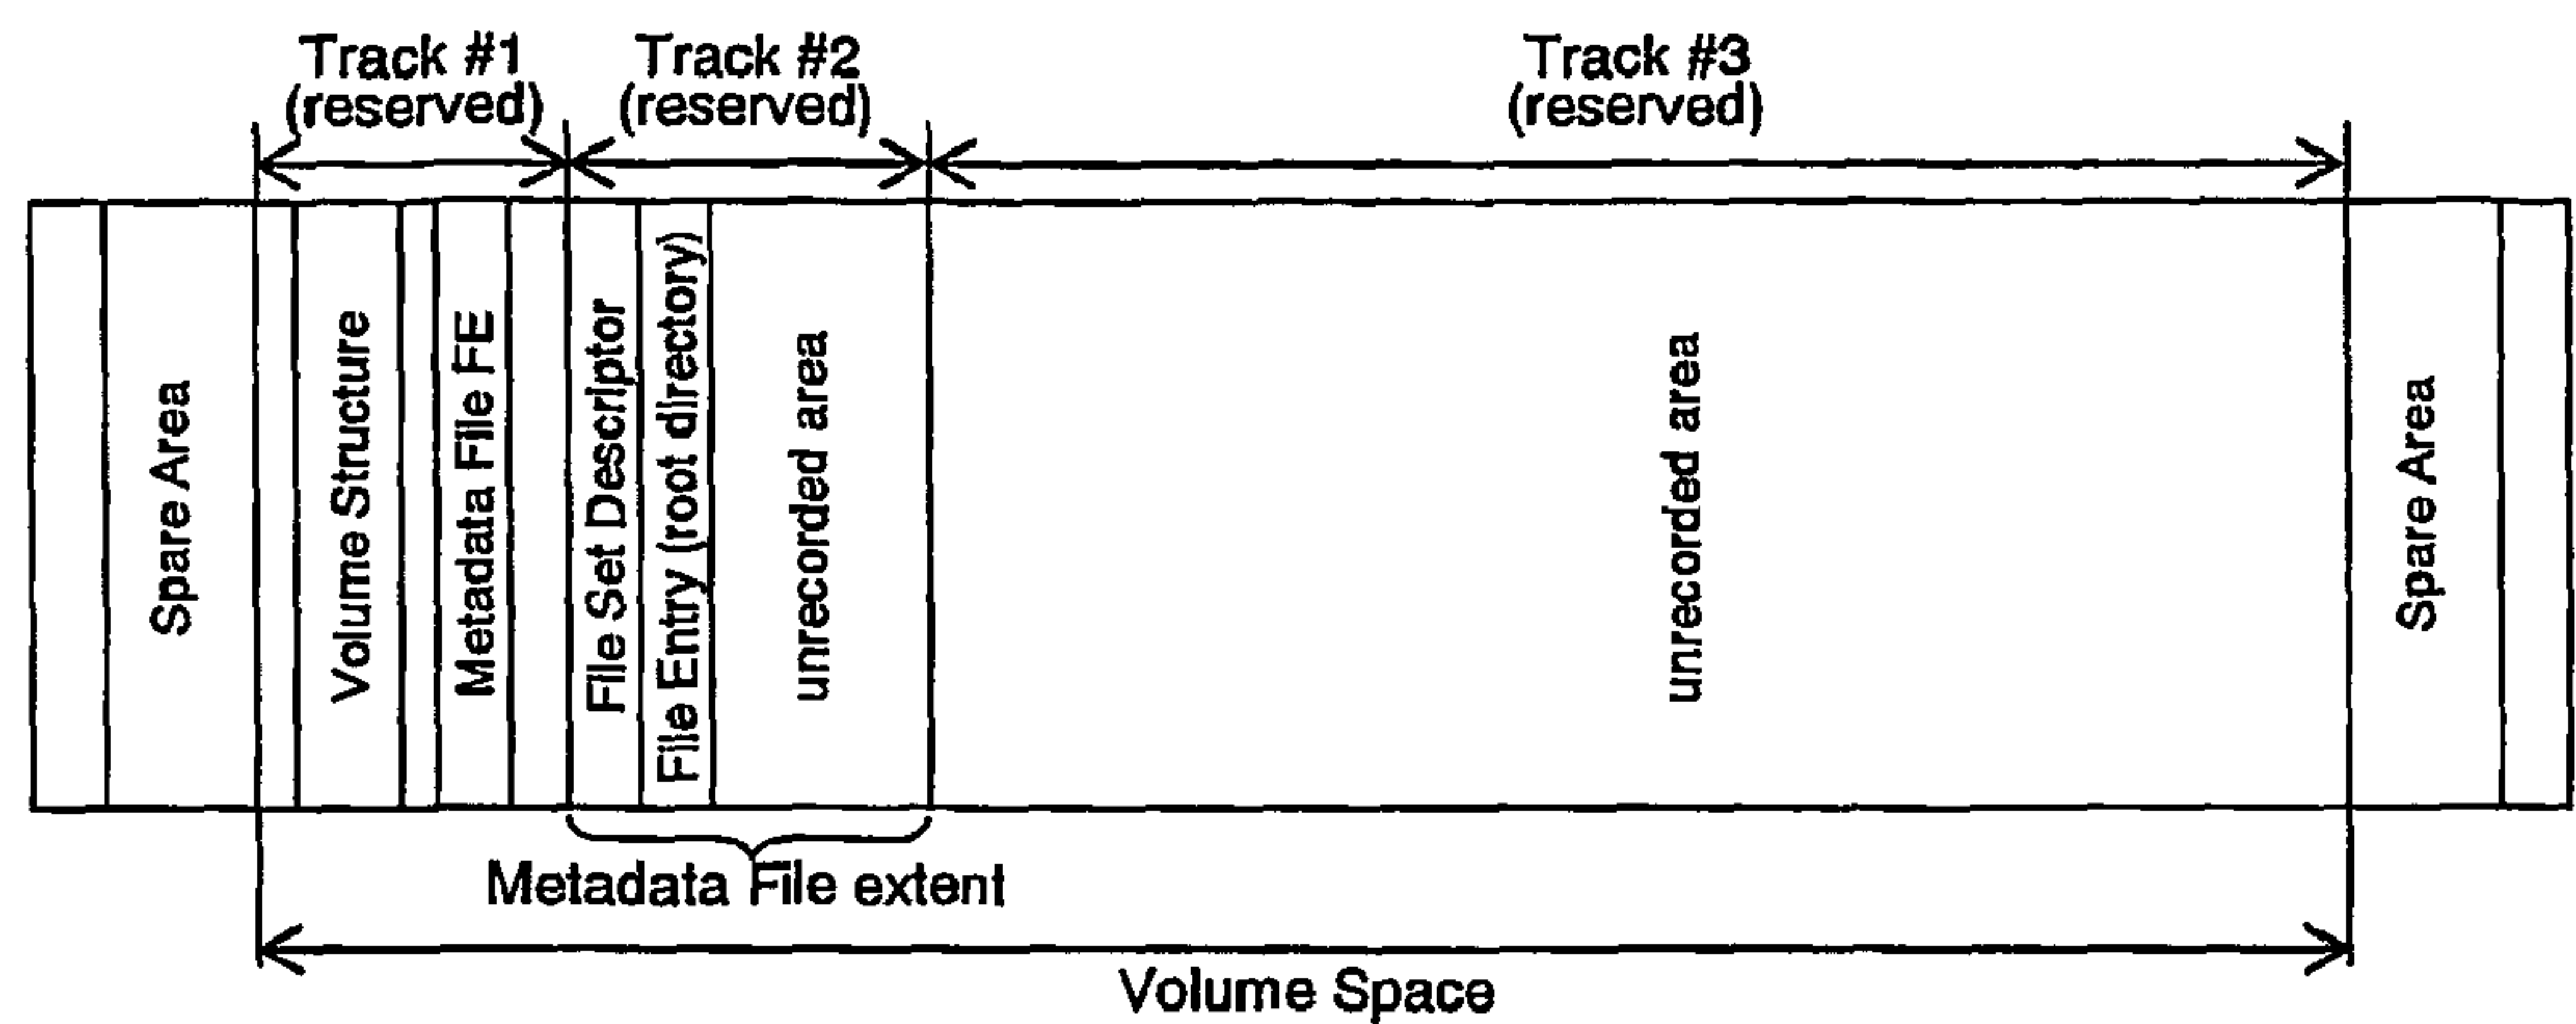 Track #1
(reserved)
Track #2
(reserved)
Track #3
(reserved)
Spare Area
Volume Structure
Metadata File FE
File Set Descriptor
File Entry (root directory)
unrecorded area
unrecorded area
Spare Area
Metadata File extent
Volume Space